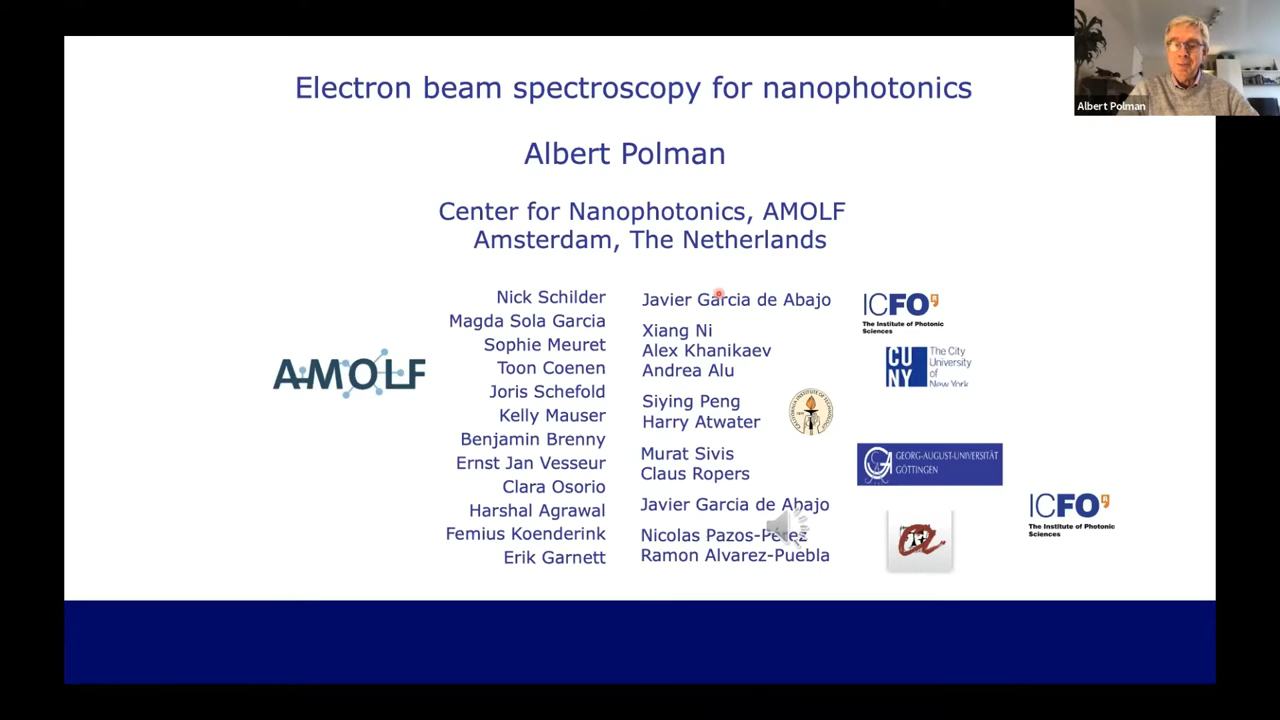 Electron beam spectroscopy for nanophotonics
Albert Polman
Albert Polman
Center for Nanophotonics, AMOLF
Amsterdam, The Netherlands
AMOLF
Nick Schilder
Magda Sola Garcia
Sophie Meuret
Toon Coenen
Joris Schefold
Kelly Mauser
Benjamin Brenny
Ernst Jan Vesseur
Clara Osorio
Harshal Agrawal
Femius Koenderink
Erik Garnett
Javier Garcia de Abajo
ICFO
The Institute of Photonic
Sciences
Xiang Ni
Alex Khanikaev
Andrea Alu
CU
NY
The City
University
of
New York
Siying Peng
Harry Atwater
Murat Sivis
Claus Ropers
GEORG-AUGUST-UNIVERSITÄT
GÖTTINGEN
Javier Garcia de Abajo
ICFO
The Institute of Photonic
Sciences
Nicolas Pazos-Perez
Ramon Alvarez-Puebla